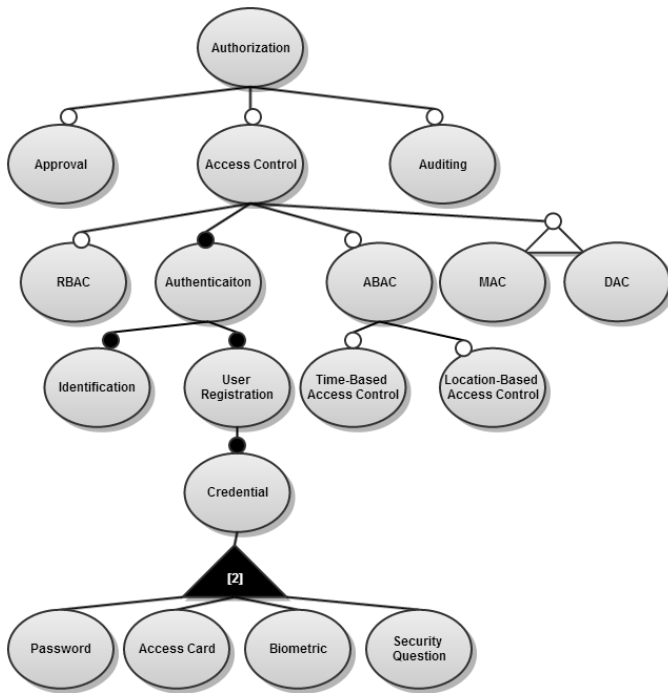 Authorization
Approval
Access Control
Auditing
RBAC
Authenticaiton
ABAC
MAC
DAC
Identification
User
Registration
Time-Based
Access Control
Location-Based
Access Control
Credential
[2]
Password
Access Card
Biometric
Security
Question